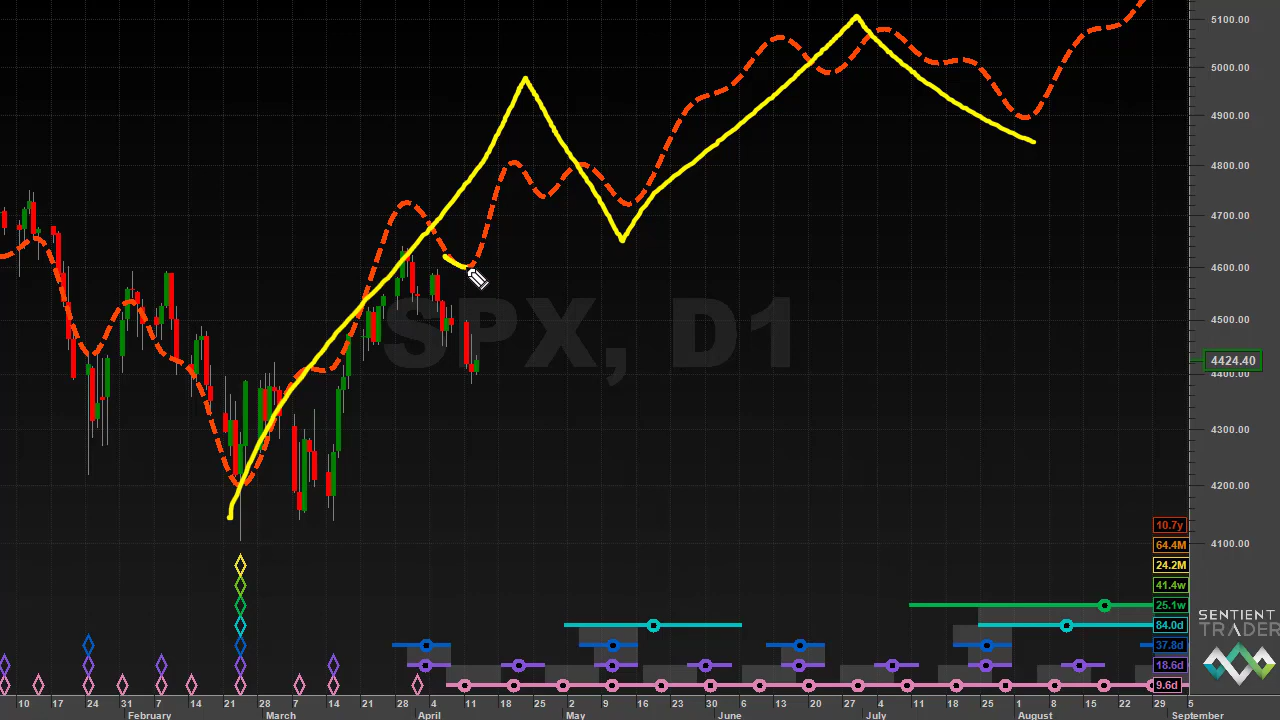 5100.00
5000.00
4900.00
4800.00
4700.00
4600.00
4500.00
4424.40
4400.00
4300.00
4200.00
4100.00
SPX, D1
10.7y
64.4M
24.2M
41.4w
25.1w
84.0d
37.8d
18.6d
9.6d
SENTIENT
TRADER
10 17 24 31 7 14 21 28 7 14 21 28 4 11 18 25 2 9 16 23 30 6 13 20 27 4 11 18 25 1 8 15 22 29 5
February March April May June July August September